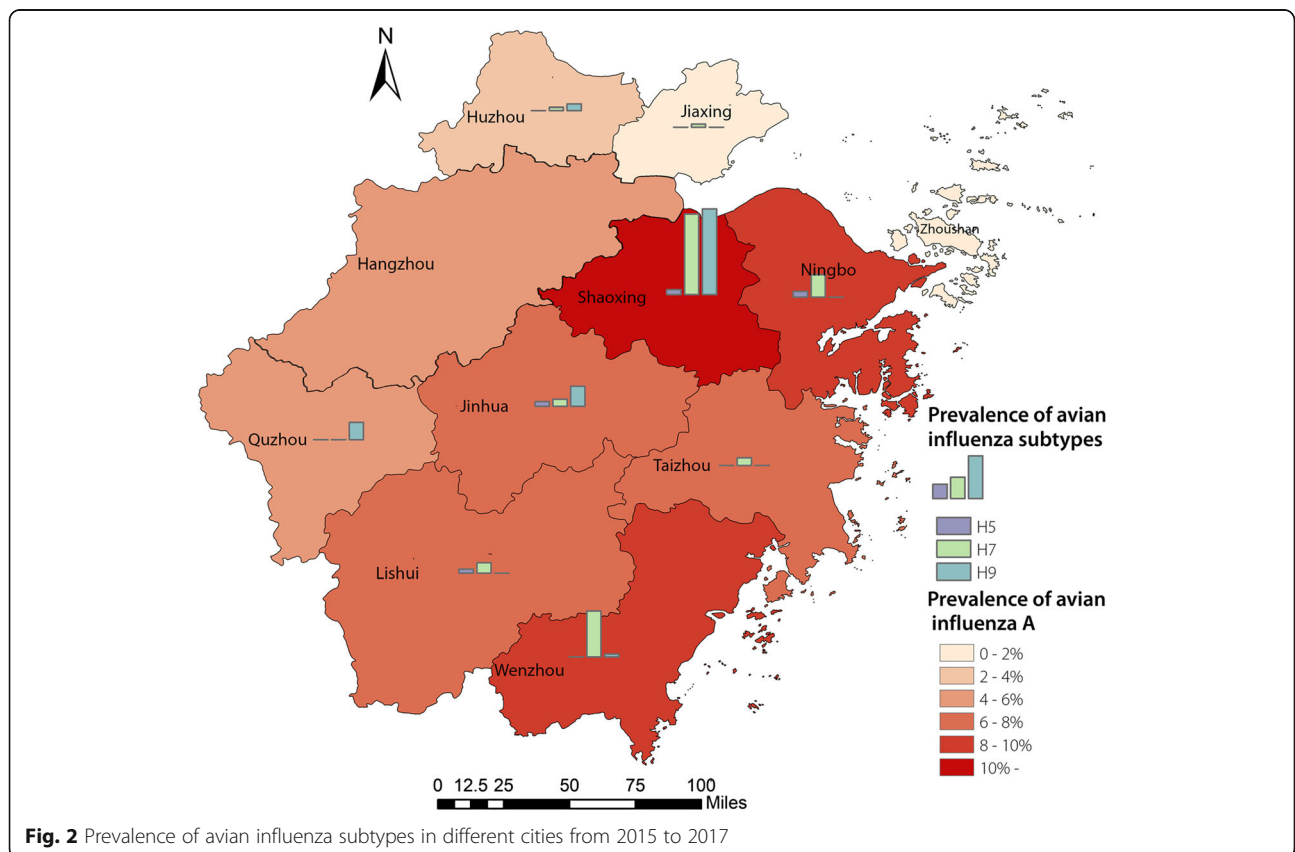 N
Huzhou
Jiaxing
Zhoushan
Hangzhou
Ningbo
Shaoxing
Jinhua
Quzhou
Taizhou
Lishui
Wenzhou
Prevalence of avian
influenza subtypes
H5
H7
H9
Prevalence of avian
influenza A
0 - 2%
2 - 4%
4 - 6%
6 - 8%
8 - 10%
10% -
0 12.5 25 50 75 100
Miles
Fig. 2 Prevalence of avian influenza subtypes in different cities from 2015 to 2017